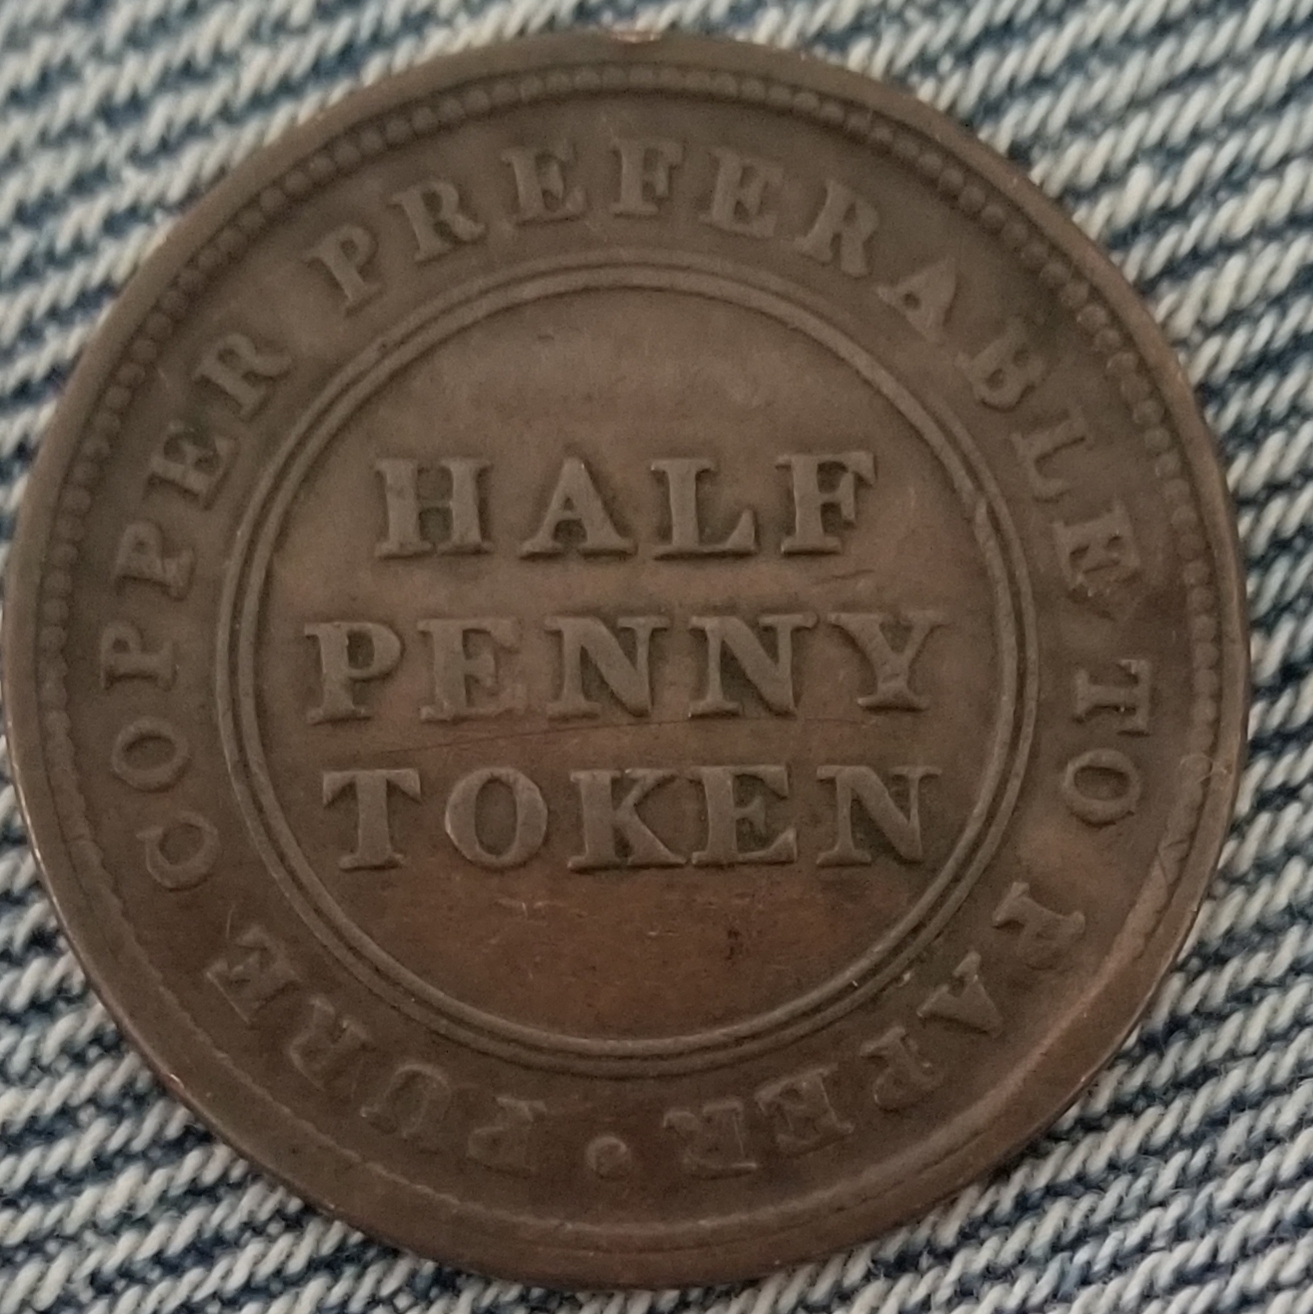 PURE COPPER PREFERABLE TO PAPER •
HALF
PENNY
TOKEN